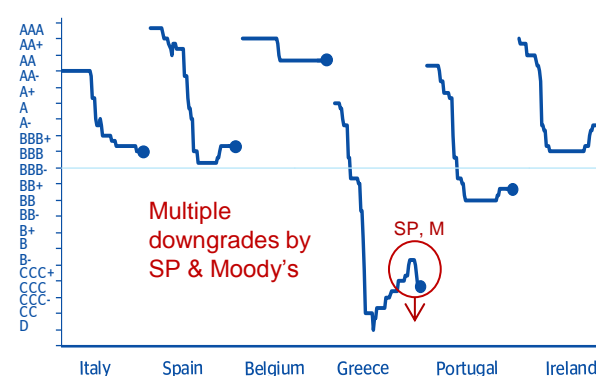 AAA
AA+
AA
AA-
A+
A
A-
BBB+
BBB
BBB-
BB+
BB
BB-
B+
B
B-
CCC+
CCC
CCC-
CC
D
Multiple
downgrades by
SP & Moody's
SP, M
Italy
Spain
Belgium
Greece
Portugal
Ireland